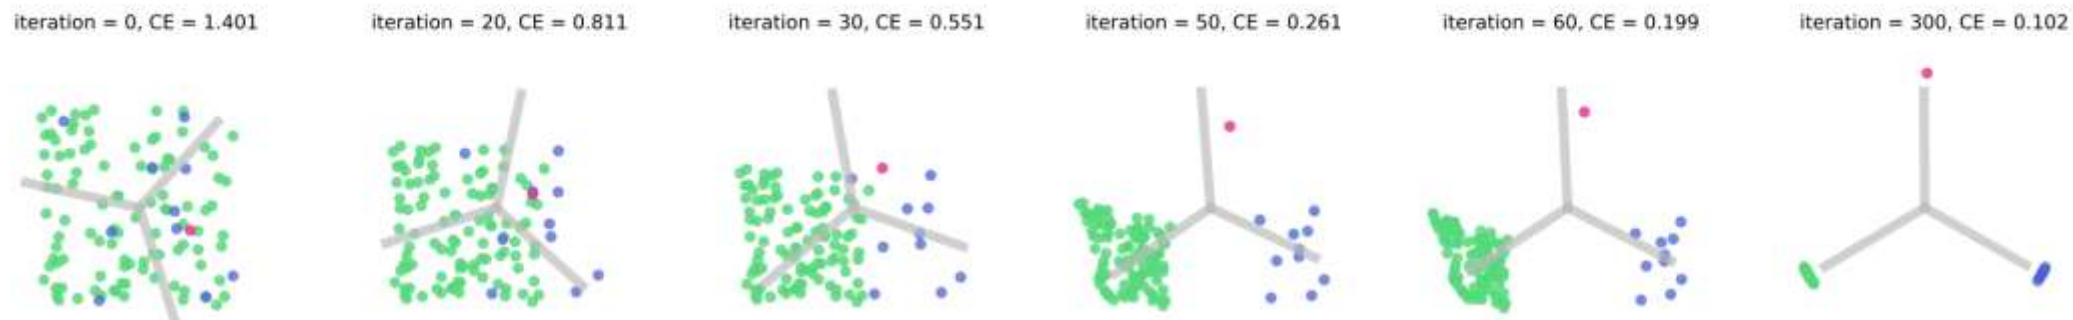 iteration = 0, CE = 1.401
iteration = 20, CE = 0.811
iteration = 30, CE = 0.551
iteration = 50, CE = 0.261
iteration = 60, CE = 0.199
iteration = 300, CE = 0.102